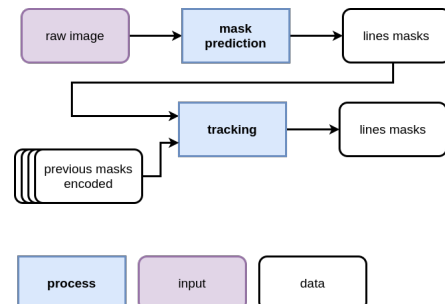 raw image
mask
prediction
lines masks
tracking
lines masks
previous masks
encoded
process
input
data